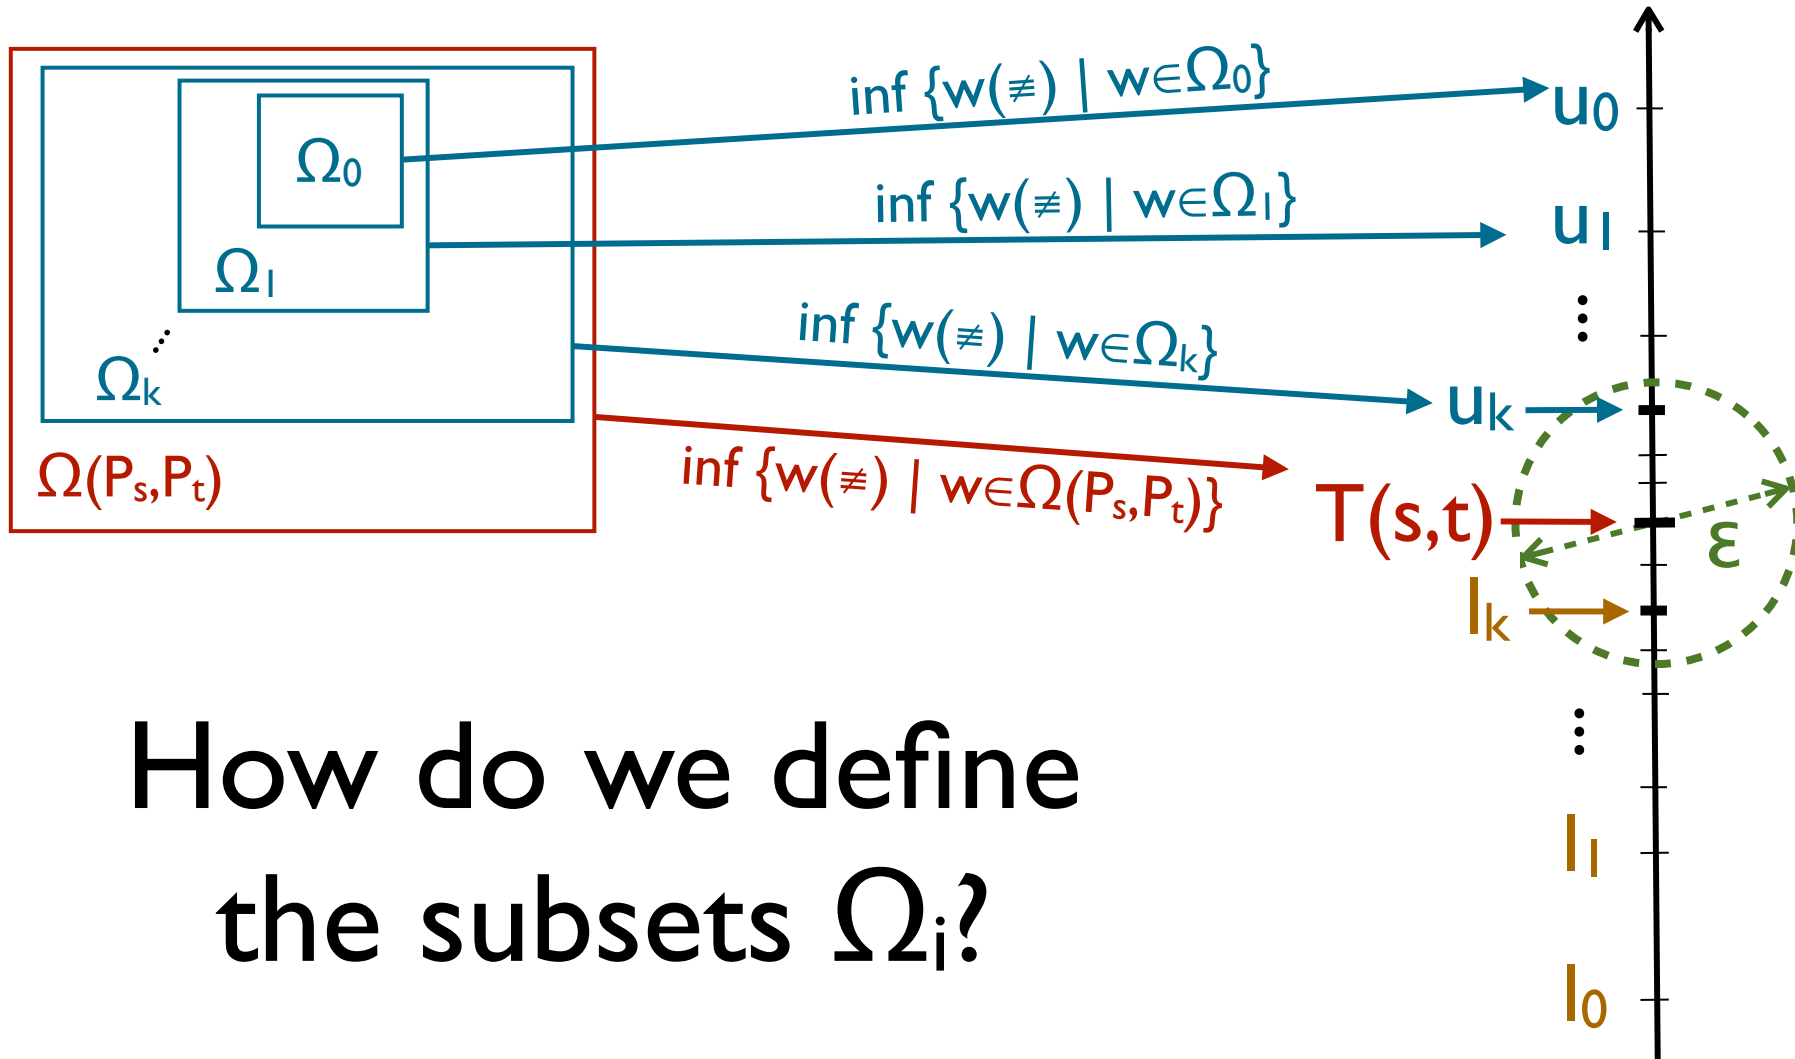 inf {w(≢) | w∈Ω₀}
u₀
Ω₀
inf {w(≢) | w∈Ω₁}
u₁
Ω₁
⋮
⋰
inf {w(≢) | w∈Ωₖ}
Ωₖ
uₖ
Ω(Pₛ,Pₜ)
inf {w(≢) | w∈Ω(Pₛ,Pₜ)}
T(s,t)
ε
lₖ
⋮
How do we define
the subsets Ωᵢ?
l₁
l₀